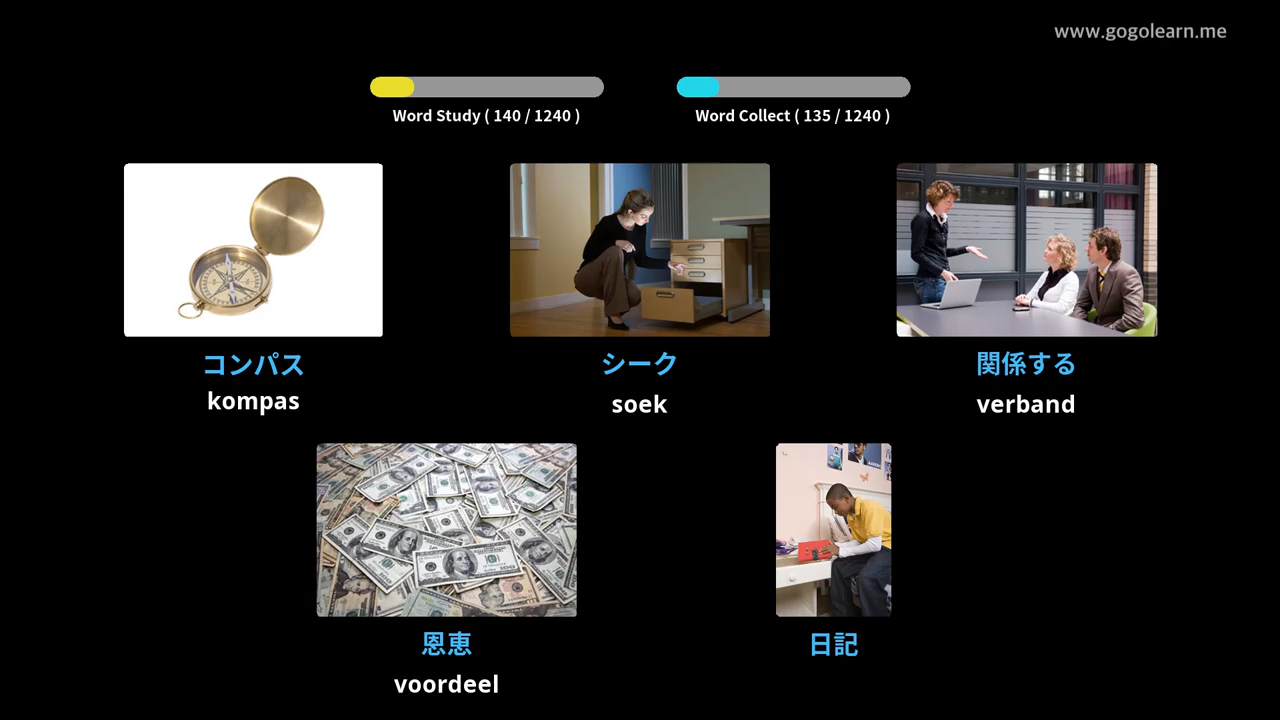 www.gogolearn.me
Word Study ( 140 / 1240 )
Word Collect ( 135 / 1240 )
コンパス
kompas
シーク
soek
関係する
verband
恩恵
voordeel
日記